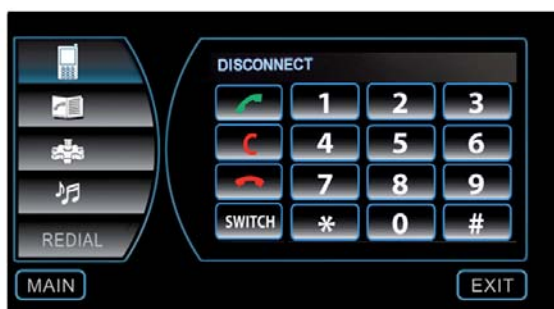 DISCONNECT
1 2 3
C 4 5 6
7 8 9
SWITCH * 0 #
REDIAL
MAIN EXIT